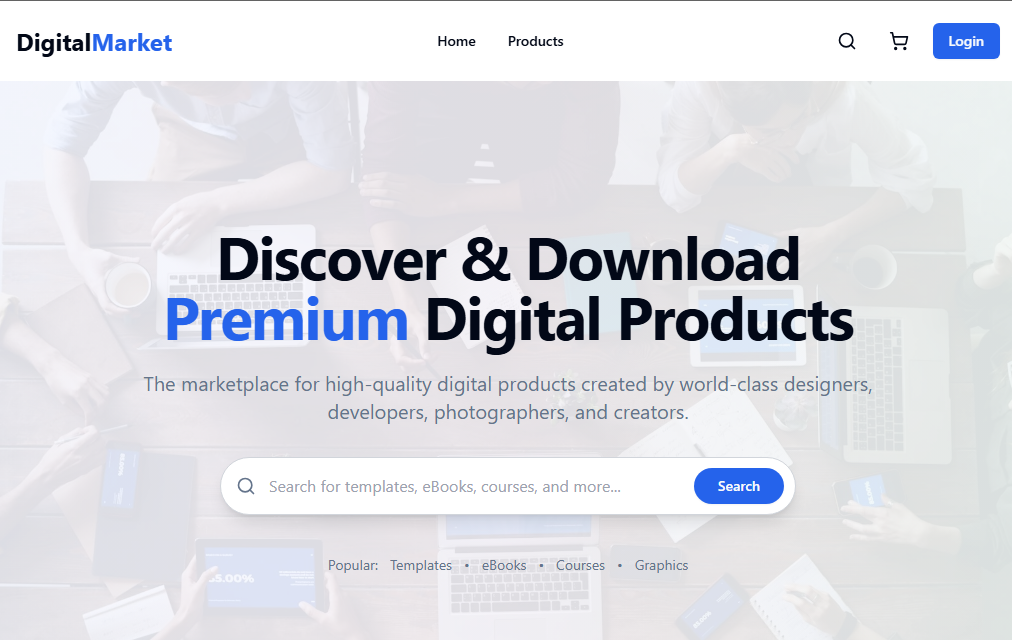 DigitalMarket
Home
Products
Login
Discover & Download
Premium Digital Products
The marketplace for high-quality digital products created by world-class designers,
developers, photographers, and creators.
Search for templates, eBooks, courses, and more...
Search
Popular: Templates • eBooks • Courses • Graphics